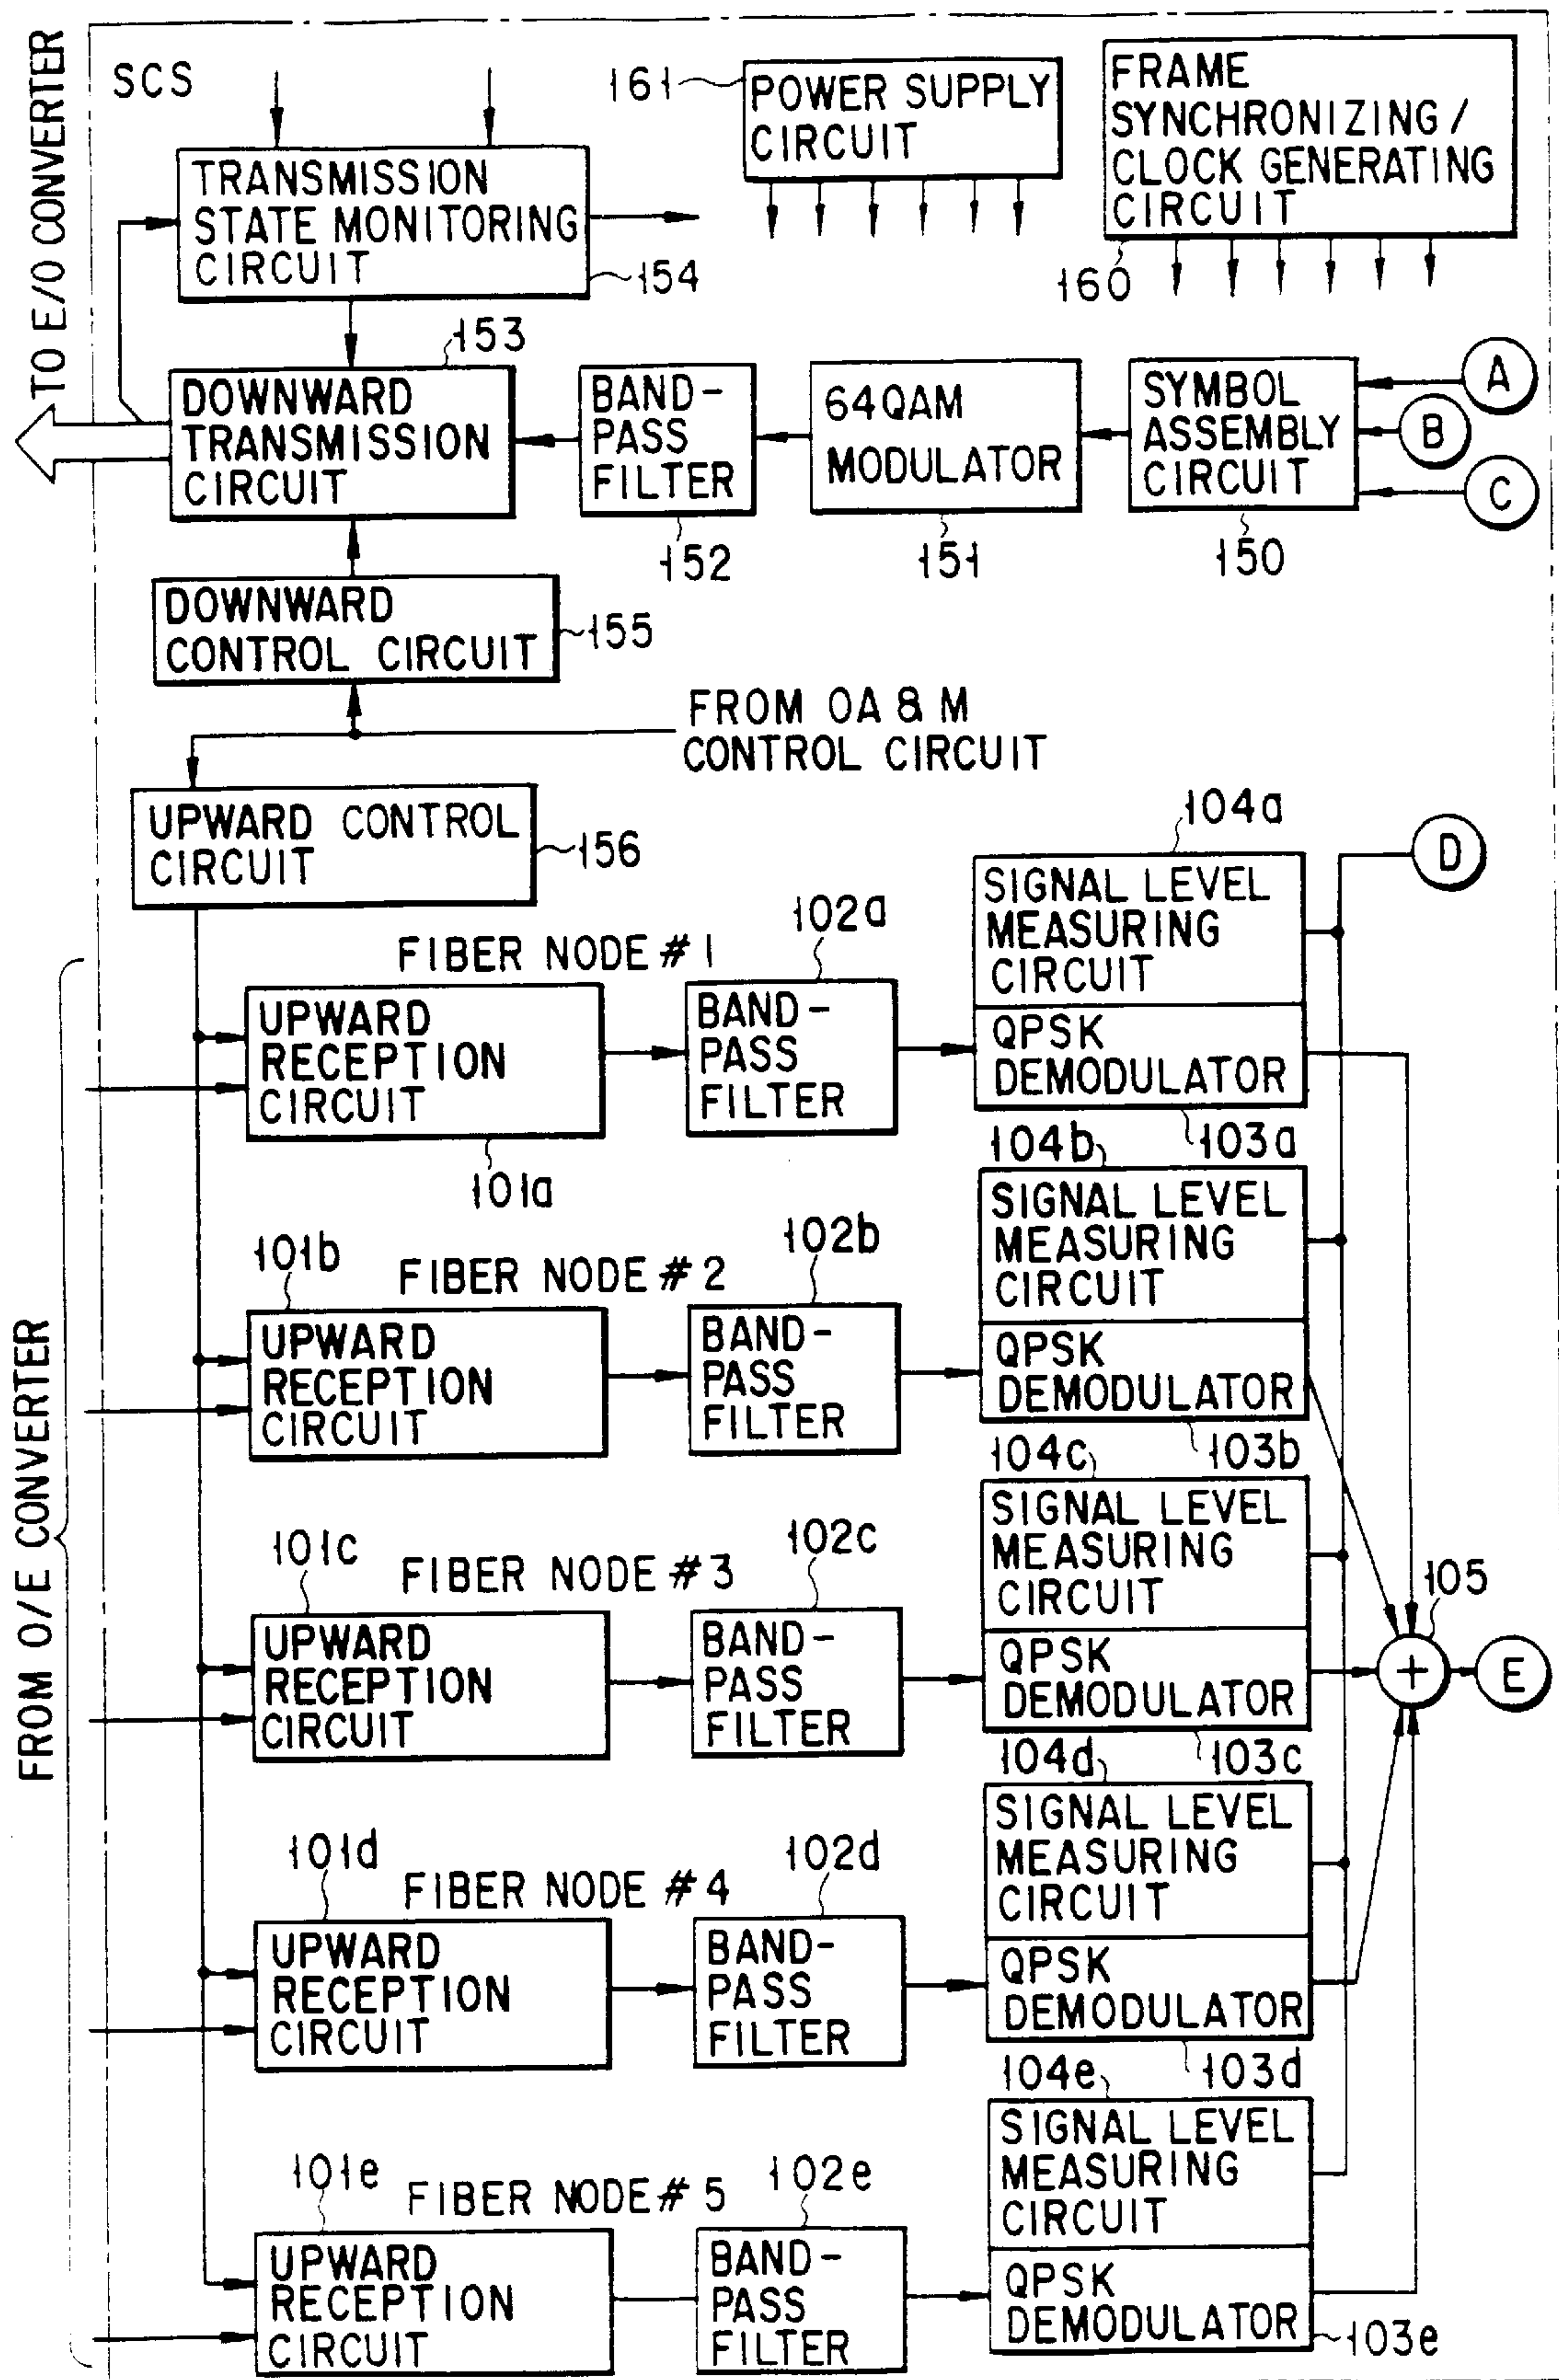 TO E/O CONVERTER
SCS
161
POWER SUPPLY
CIRCUIT
FRAME
SYNCHRONIZING /
CLOCK GENERATING
CIRCUIT
160
TRANSMISSION
STATE MONITORING
CIRCUIT
154
153
DOWNWARD
TRANSMISSION
CIRCUIT
BAND-
PASS
FILTER
152
64QAM
MODULATOR
151
SYMBOL
ASSEMBLY
CIRCUIT
150
A
B
C
DOWNWARD
CONTROL CIRCUIT
155
FROM OA & M
CONTROL CIRCUIT
UPWARD CONTROL
CIRCUIT
156
FROM O/E CONVERTER
FIBER NODE #1
UPWARD
RECEPTION
CIRCUIT
101a
102a
BAND-
PASS
FILTER
104a
SIGNAL LEVEL
MEASURING
CIRCUIT
QPSK
DEMODULATOR
103a
D
101b
FIBER NODE #2
UPWARD
RECEPTION
CIRCUIT
102b
BAND-
PASS
FILTER
104b
SIGNAL LEVEL
MEASURING
CIRCUIT
QPSK
DEMODULATOR
103b
101c
FIBER NODE #3
UPWARD
RECEPTION
CIRCUIT
102c
BAND-
PASS
FILTER
104c
SIGNAL LEVEL
MEASURING
CIRCUIT
QPSK
DEMODULATOR
103c
105
+
E
101d
FIBER NODE #4
UPWARD
RECEPTION
CIRCUIT
102d
BAND-
PASS
FILTER
104d
SIGNAL LEVEL
MEASURING
CIRCUIT
QPSK
DEMODULATOR
103d
101e
FIBER NODE #5
UPWARD
RECEPTION
CIRCUIT
102e
BAND-
PASS
FILTER
104e
SIGNAL LEVEL
MEASURING
CIRCUIT
QPSK
DEMODULATOR
103e